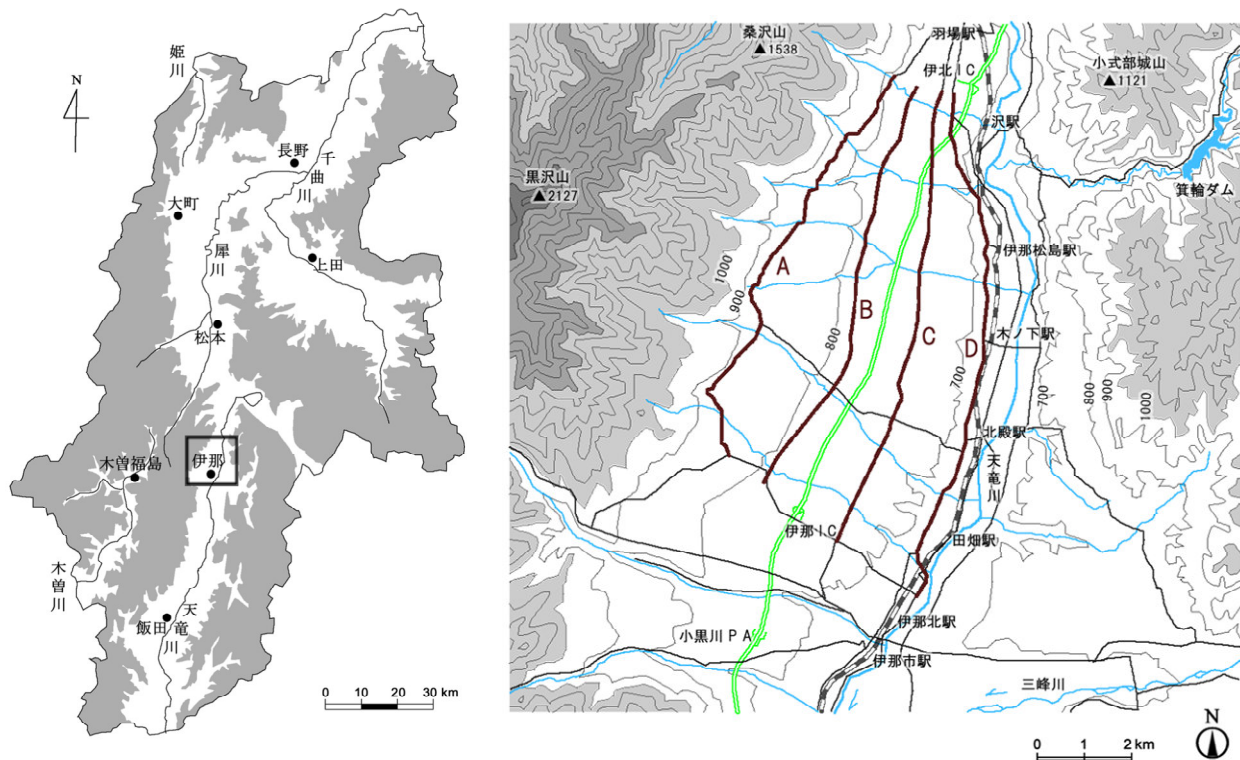 N
姫川
長野
千曲川
大町
犀川
上田
松本
伊那
木曽福島
木曽川
天竜川
飯田
0 10 20 30 km
桑沢山
▲1538
羽場駅
伊北IC
小式部城山
▲1121
沢駅
黒沢山
▲2127
箕輪ダム
伊那松島駅
A
1000
900
B
800
C
木ノ下駅
D
700
700
800
900
1000
北殿駅
天竜川
伊那IC
田畑駅
伊那北駅
小黒川PA
伊那市駅
三峰川
N
0 1 2 km